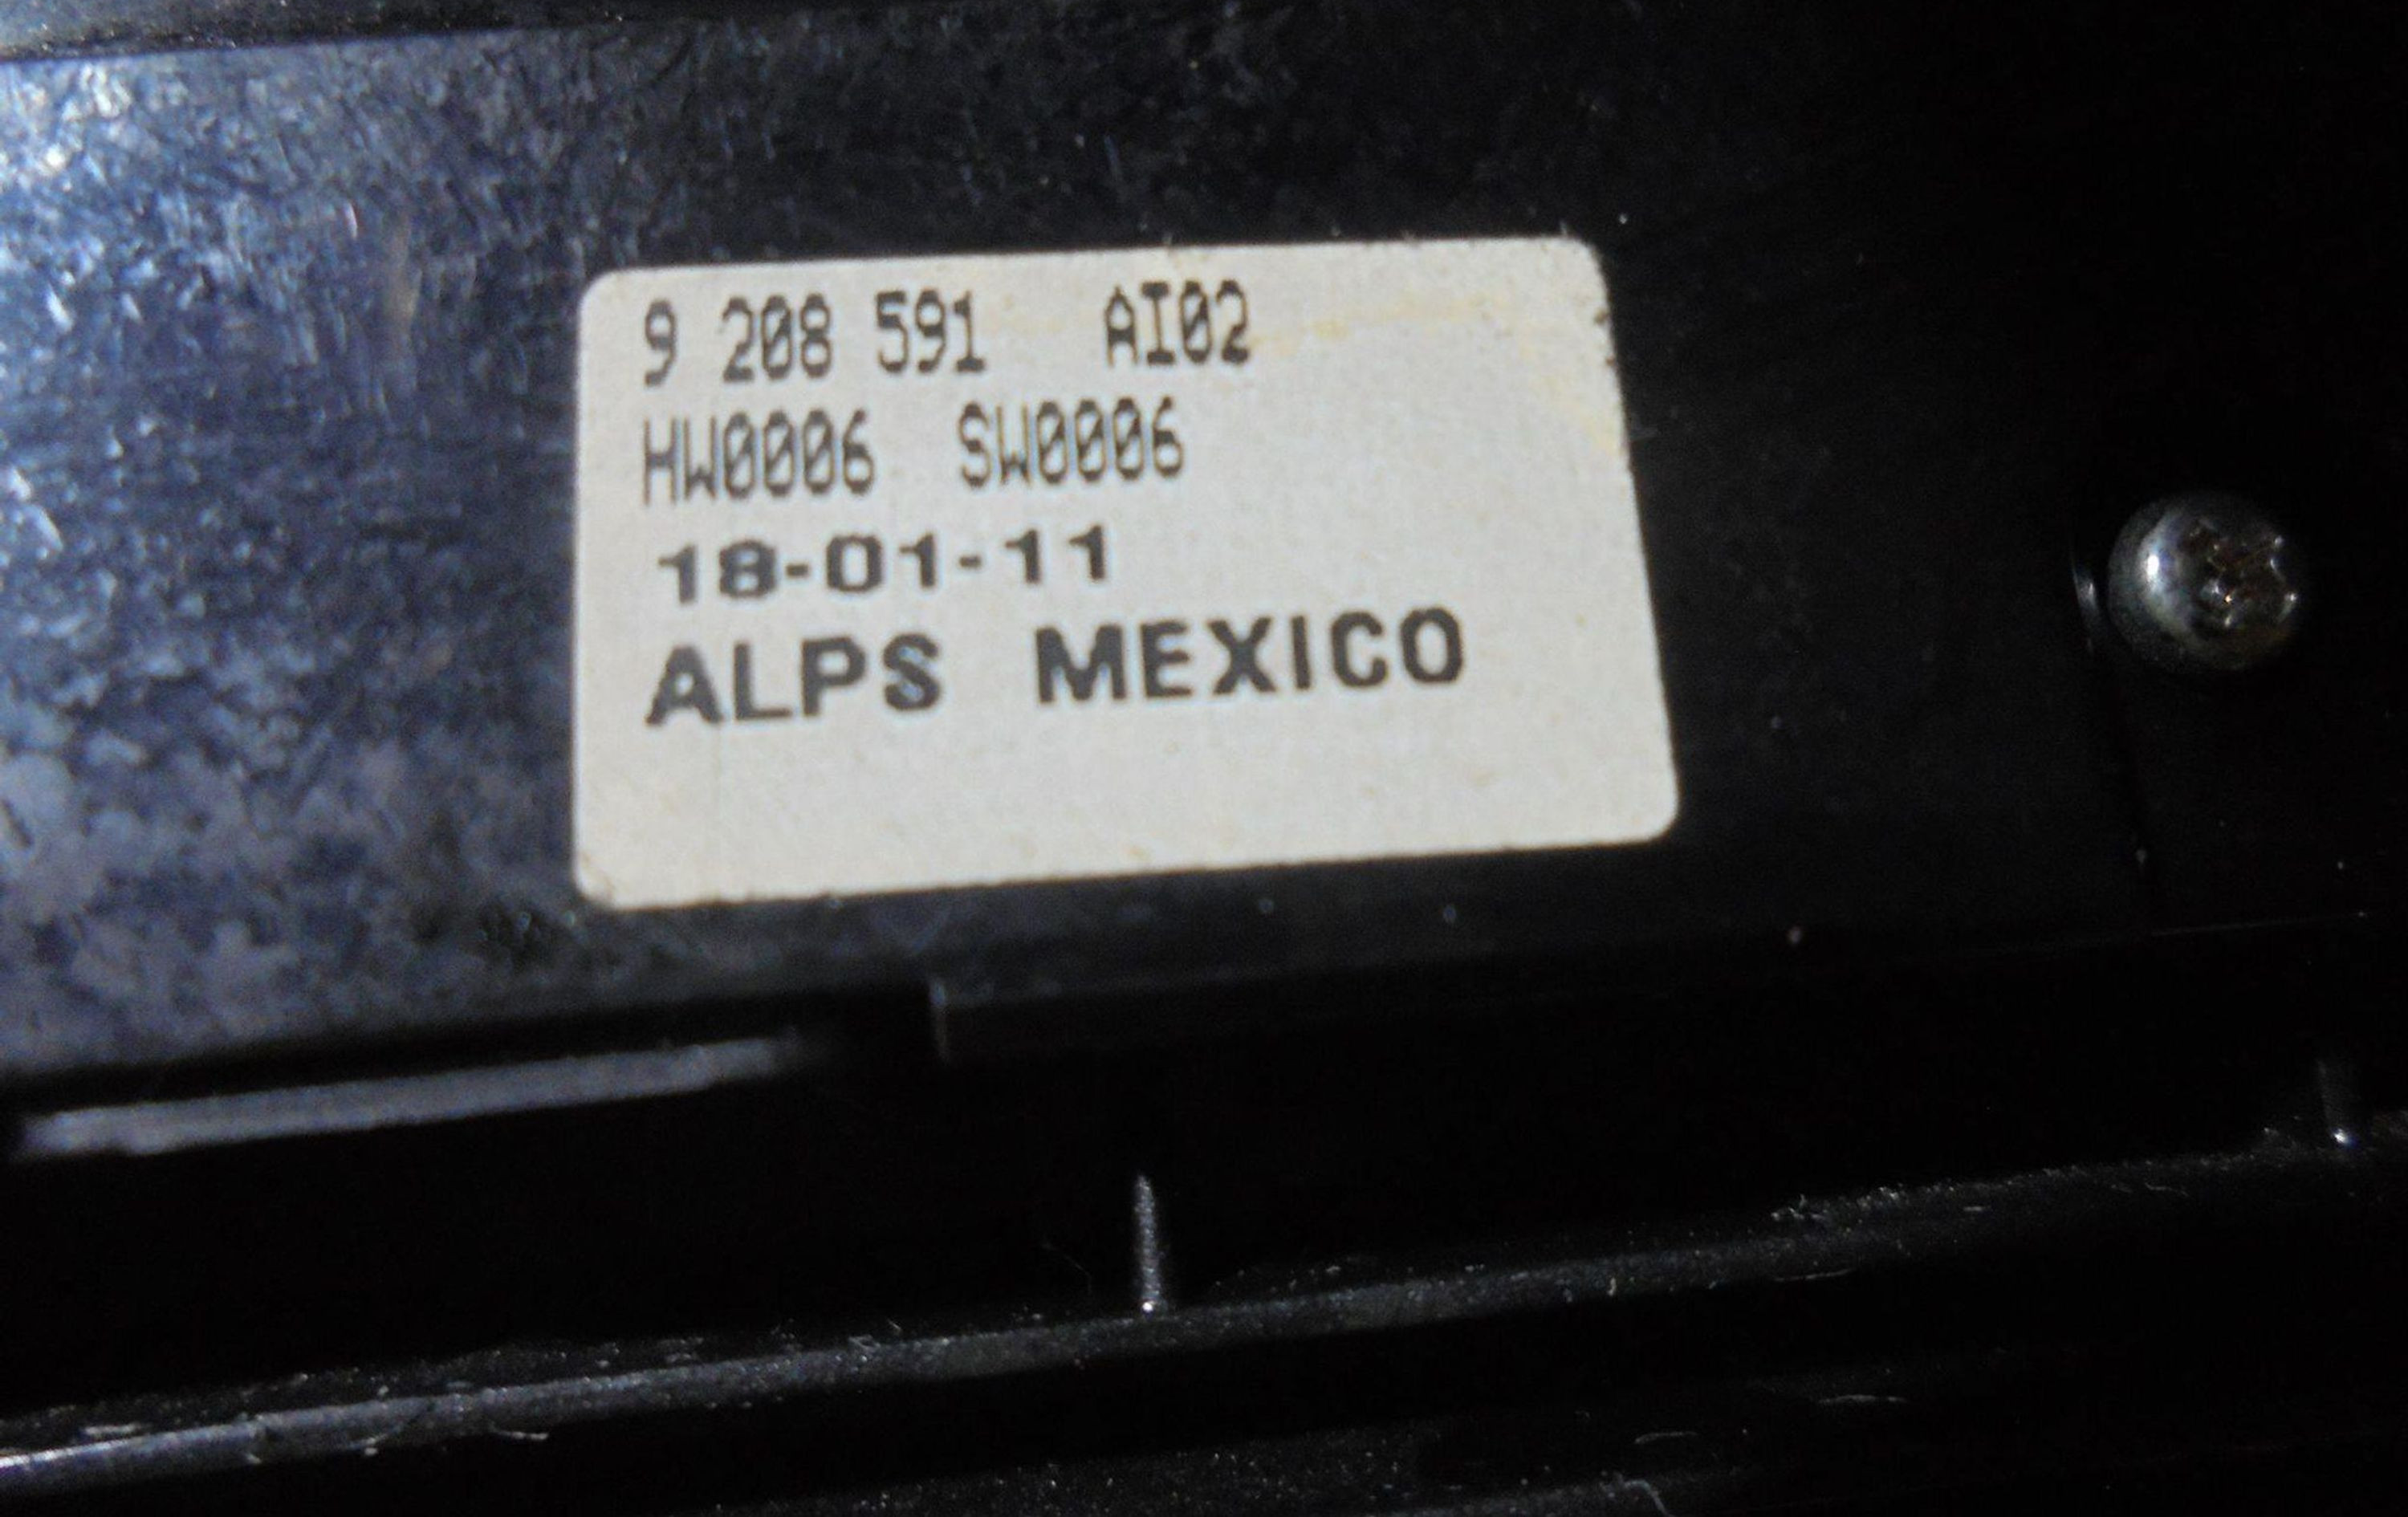 9 208 591 AI02
HW0006 SW0006
18-01-11
ALPS MEXICO